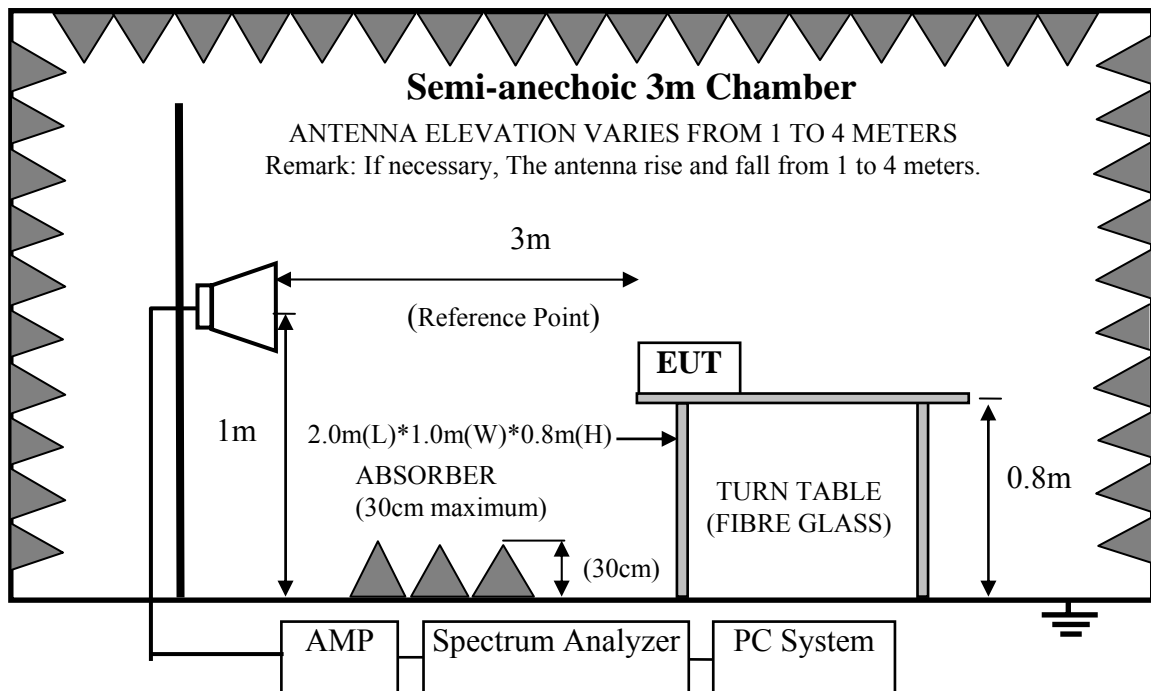 Semi-anechoic 3m Chamber
ANTENNA ELEVATION VARIES FROM 1 TO 4 METERS
Remark: If necessary, The antenna rise and fall from 1 to 4 meters.
3m
(Reference Point)
EUT
1m
2.0m(L)*1.0m(W)*0.8m(H)
ABSORBER
(30cm maximum)
TURN TABLE
(FIBRE GLASS)
0.8m
(30cm)
AMP
Spectrum Analyzer
PC System